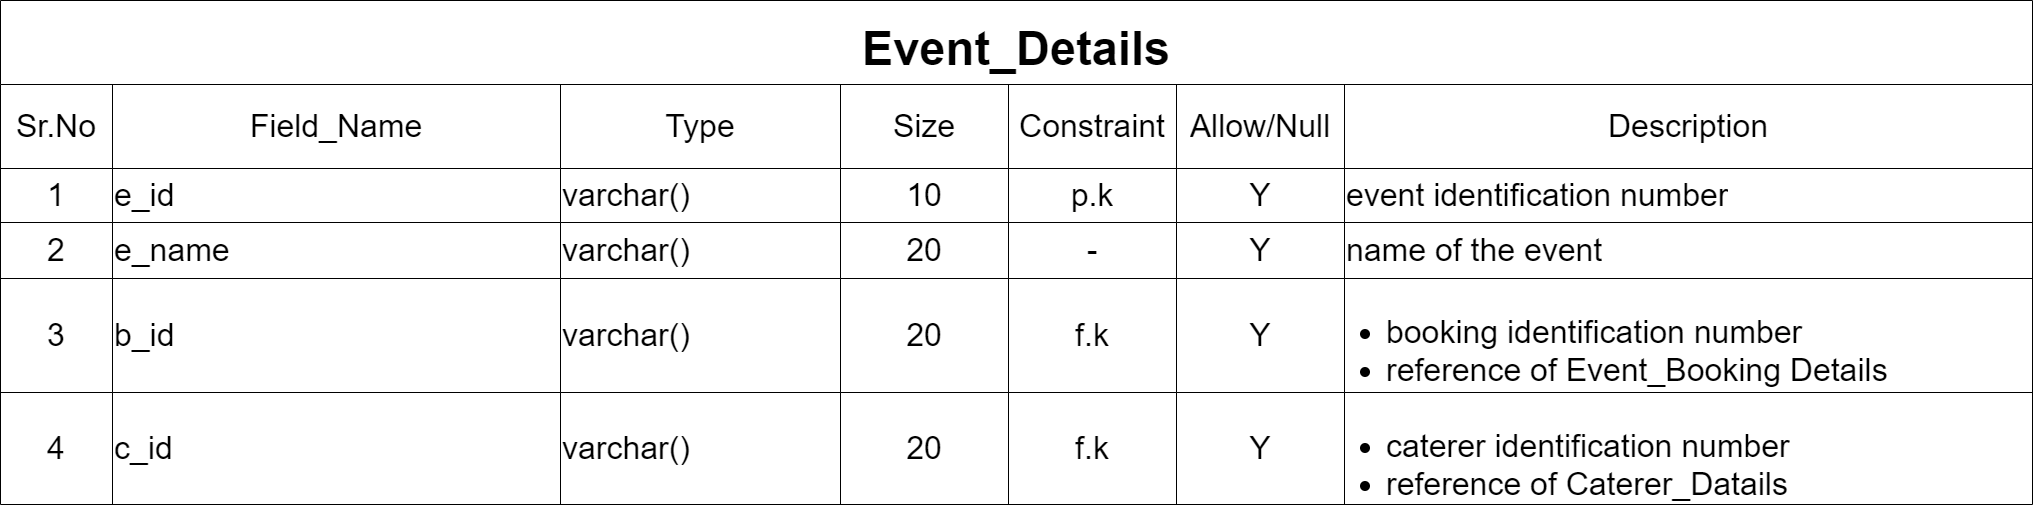 Event_Details
Sr.No Field_Name Type Size Constraint Allow/Null Description
1 e_id varchar() 10 p.k Y event identification number
2 e_name varchar() 20 - Y name of the event
3 b_id varchar() 20 f.k Y • booking identification number
• reference of Event_Booking Details
4 c_id varchar() 20 f.k Y • caterer identification number
• reference of Caterer_Datails